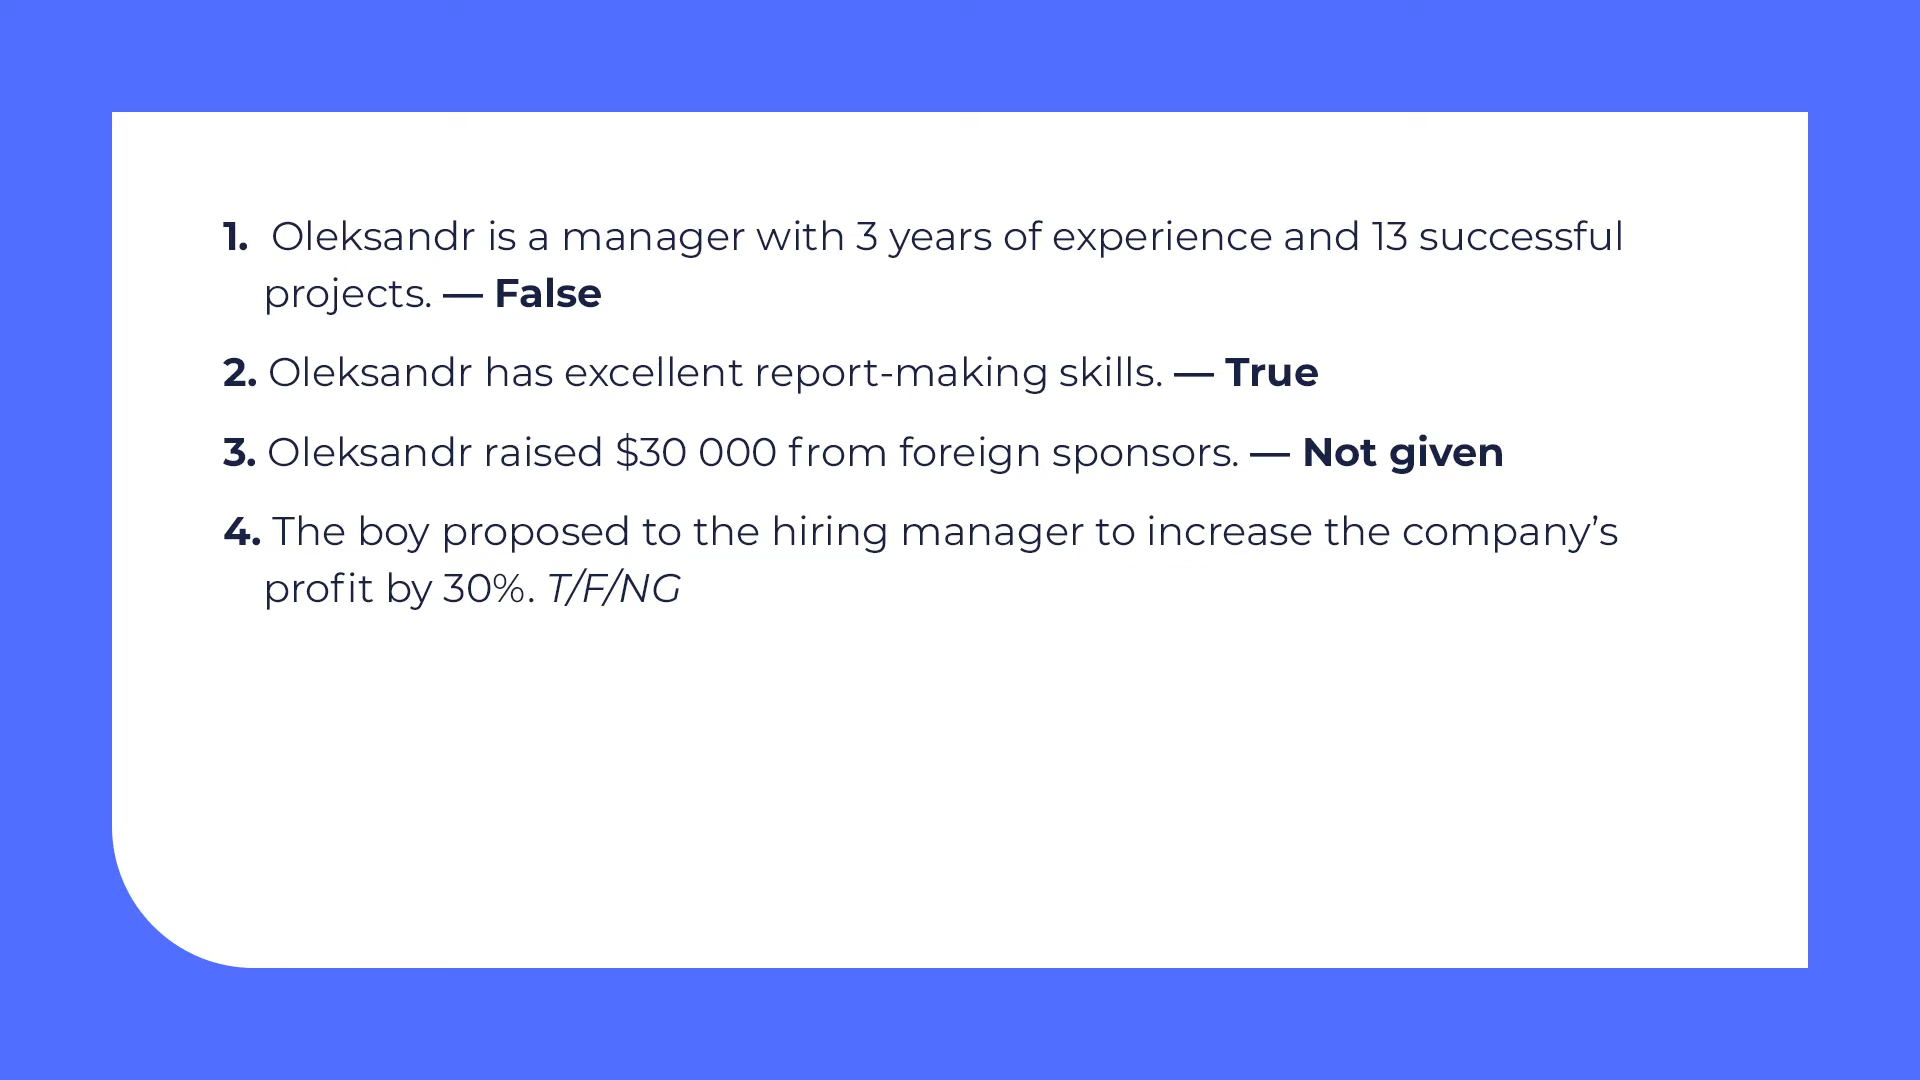 1. Oleksandr is a manager with 3 years of experience and 13 successful
projects. — False
2. Oleksandr has excellent report-making skills. — True
3. Oleksandr raised $30 000 from foreign sponsors. — Not given
4. The boy proposed to the hiring manager to increase the company’s
profit by 30%. T/F/NG